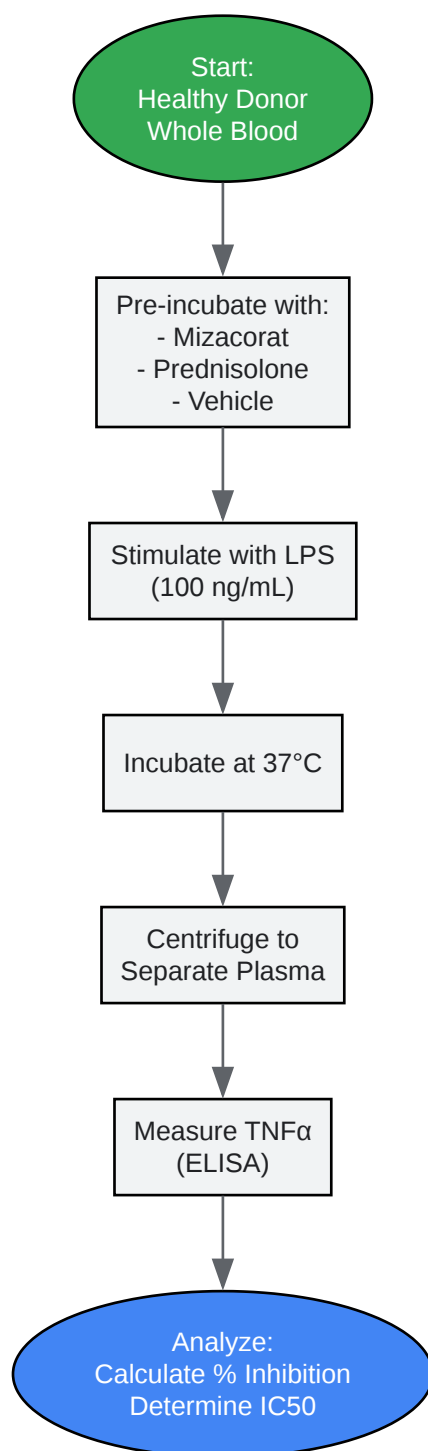 Start:
Healthy Donor
Whole Blood
Pre-incubate with:
- Mizacorat
- Prednisolone
- Vehicle
Stimulate with LPS
(100 ng/mL)
Incubate at 37°C
Centrifuge to
Separate Plasma
Measure TNFα
(ELISA)
Analyze:
Calculate % Inhibition
Determine IC50